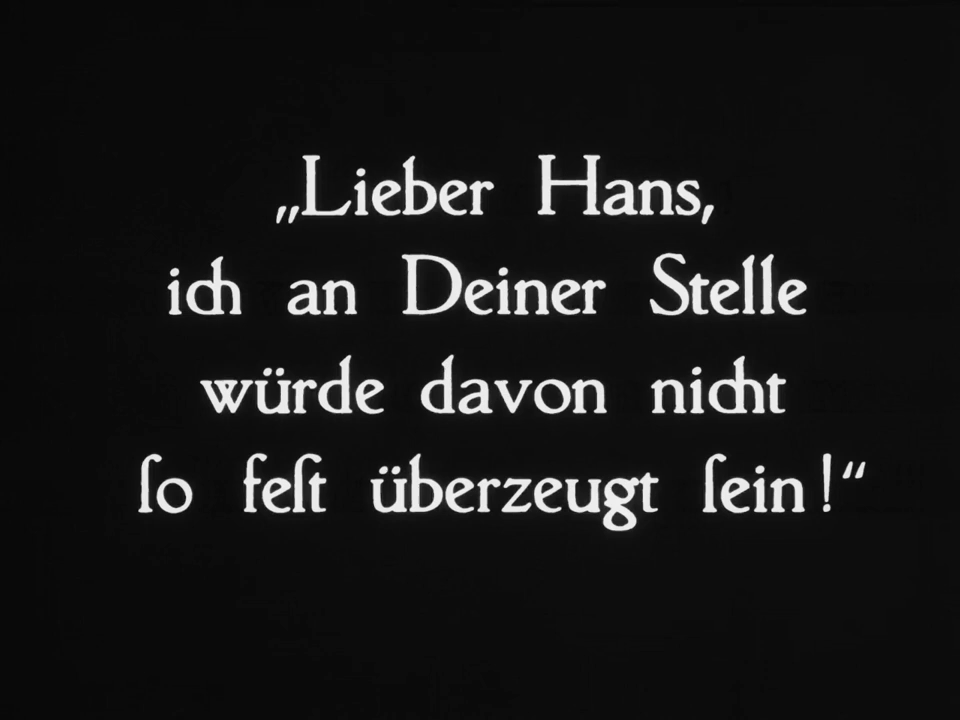 „Lieber Hans,
ich an Deiner Stelle
würde davon nicht
ſo feſt überzeugt ſein!“